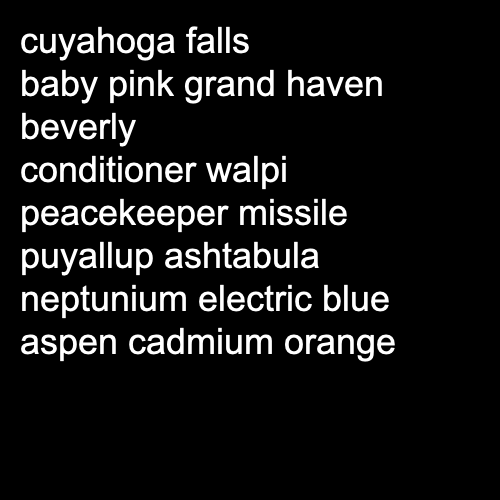 cuyahoga falls
baby pink grand haven
beverly
conditioner walpi
peacekeeper missile
puyallup ashtabula
neptunium electric blue
aspen cadmium orange